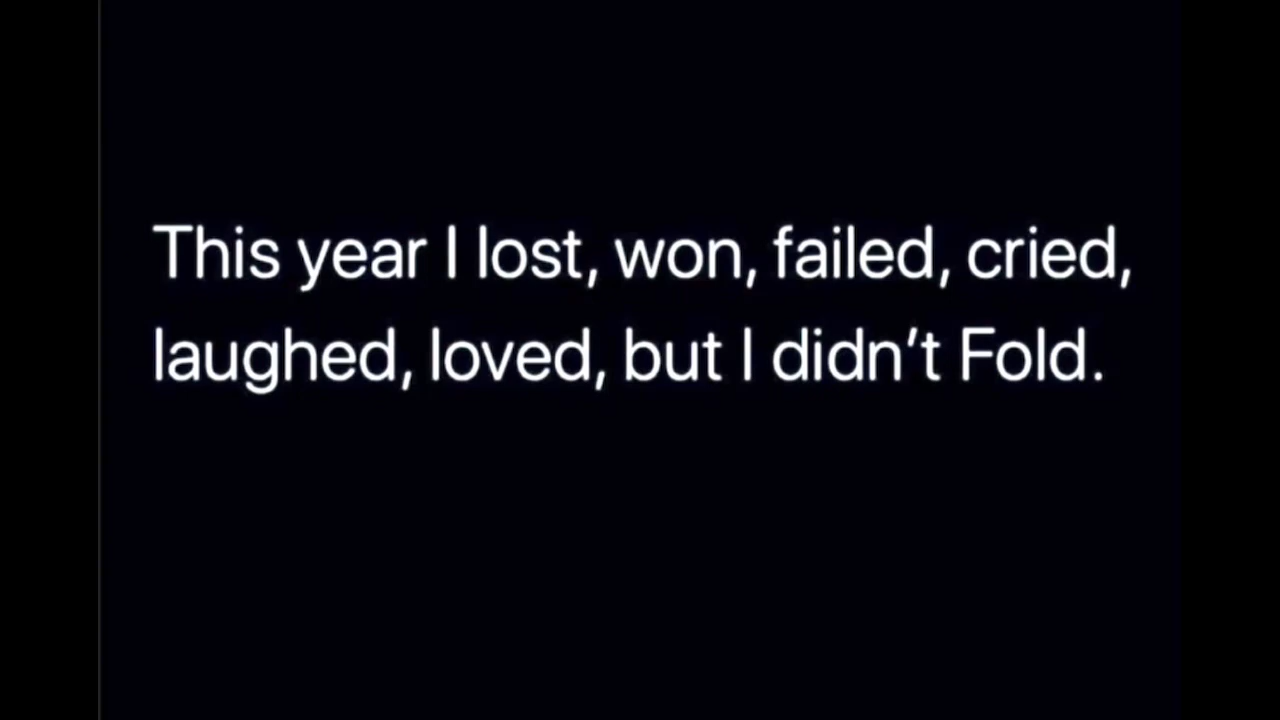 This year I lost, won, failed, cried,
laughed, loved, but I didn’t Fold.